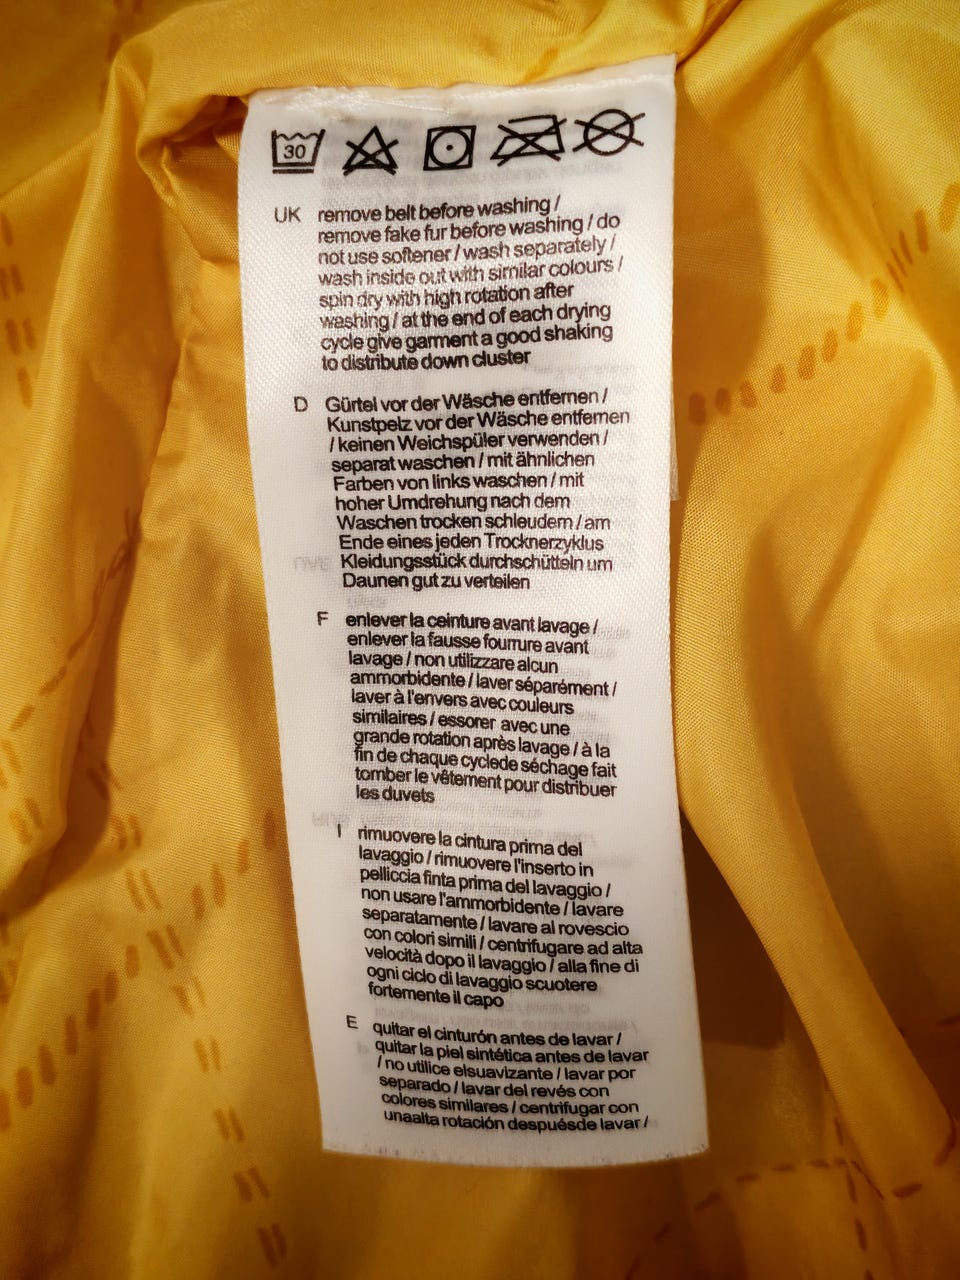 30
UK remove belt before washing /
remove fake fur before washing / do
not use softener / wash separately /
wash inside out with similar colours /
spin dry with high rotation after
washing / at the end of each drying
cycle give garment a good shaking
to distribute down cluster
D Gürtel vor der Wäsche entfernen /
Kunstpelz vor der Wäsche entfernen
/ keinen Weichspüler verwenden /
separat waschen / mit ähnlichen
Farben von links waschen / mit
hoher Umdrehung nach dem
Waschen trocken schleudern / am
Ende eines jeden Trocknerzyklus
Kleidungsstück durchschütteln um
Daunen gut zu verteilen
F enlever la ceinture avant lavage /
enlever la fausse fourrure avant
lavage / non utilizzare alcun
ammorbidente / laver séparément /
laver à l'envers avec couleurs
similaires / essorer avec une
grande rotation après lavage / à la
fin de chaque cyclede séchage fait
tomber le vêtement pour distribuer
les duvets
I rimuovere la cintura prima del
lavaggio / rimuovere l'inserto in
pelliccia finta prima del lavaggio /
non usare l'ammorbidente / lavare
separatamente / lavare al rovescio
con colori simili / centrifugare ad alta
velocità dopo il lavaggio / alla fine di
ogni ciclo di lavaggio scuotere
fortemente il capo
E quitar el cinturón antes de lavar /
quitar la piel sintética antes de lavar
/ no utilice elsuavizante / lavar por
separado / lavar del revés con
colores similares / centrifugar con
unaalta rotación despuésde lavar /